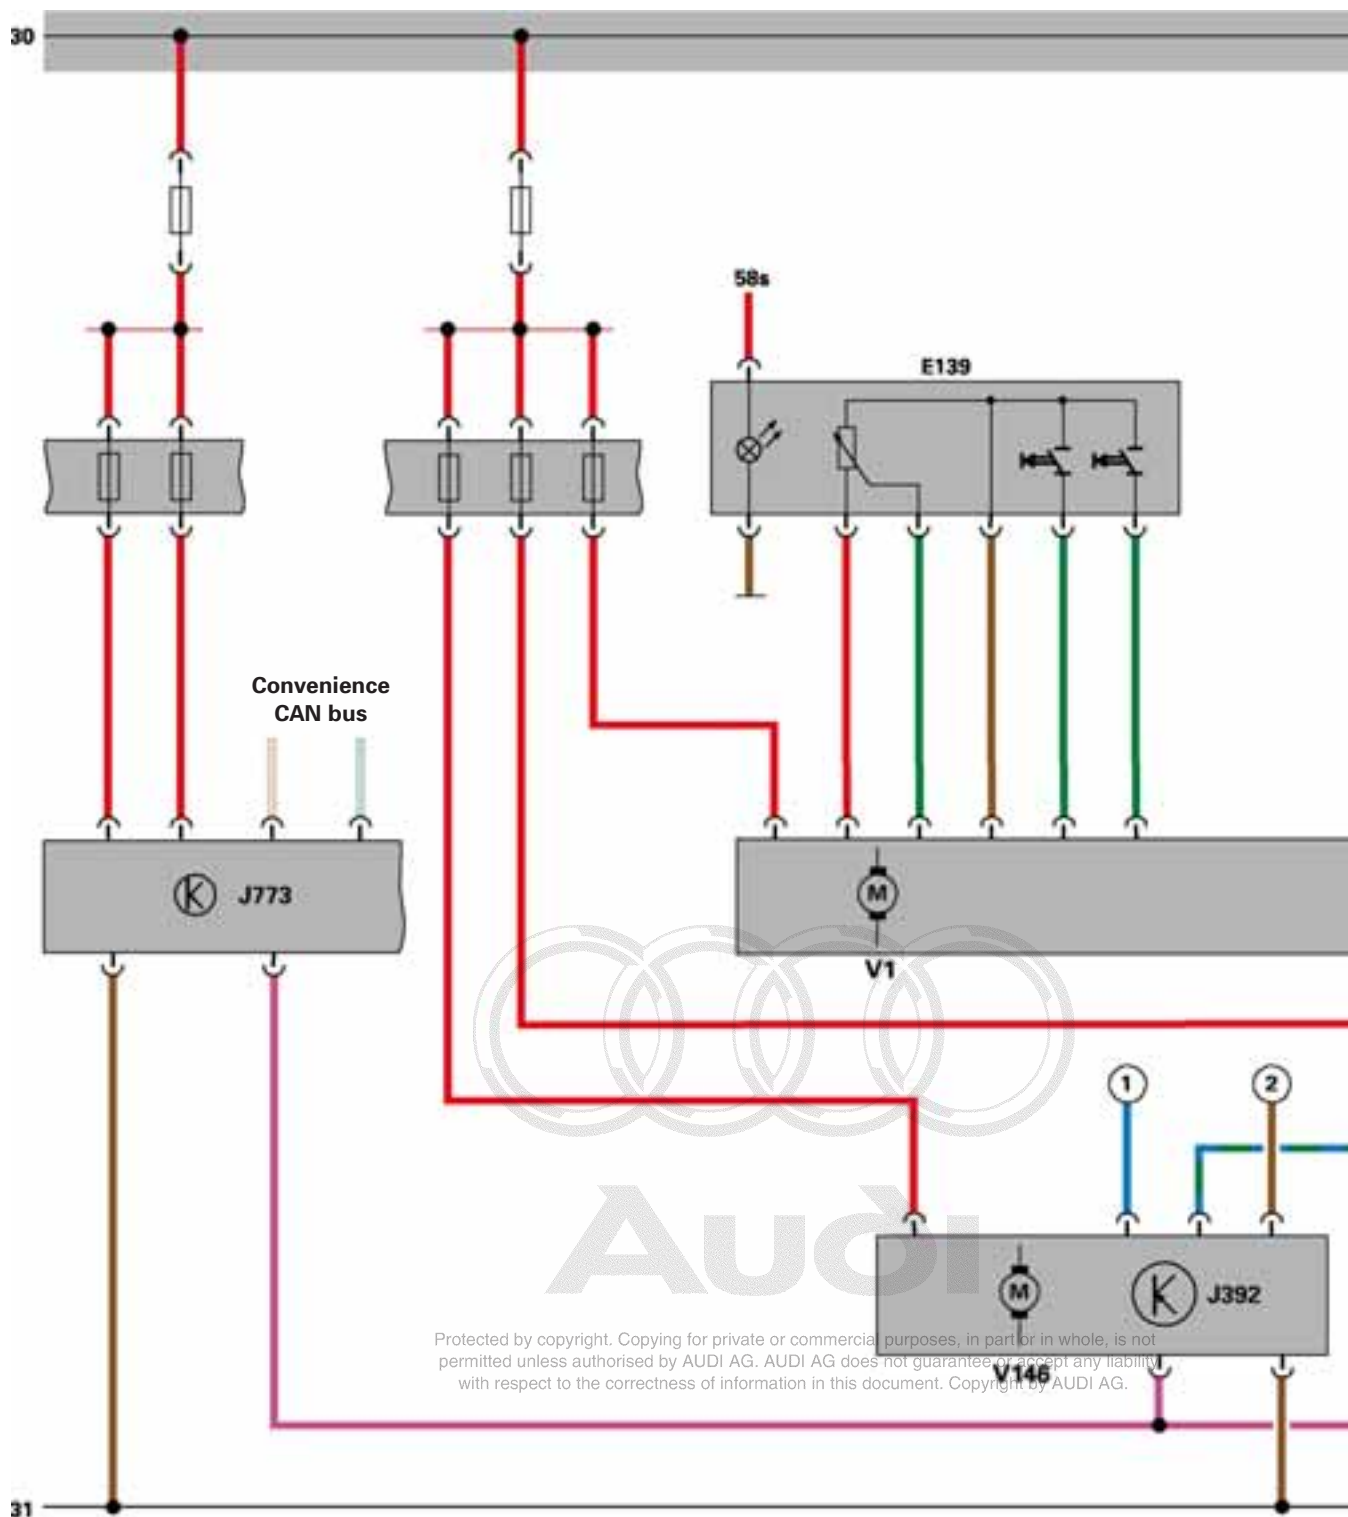 30
58s
E139
Convenience
CAN bus
J773
M
V1
1
2
Audi
M
J392
Protected by copyright. Copying for private or commercial purposes, in part or in whole, is not
permitted unless authorised by AUDI AG. AUDI AG does not guarantee or accept any liability
V146
with respect to the correctness of information in this document. Copyright by AUDI AG.
31